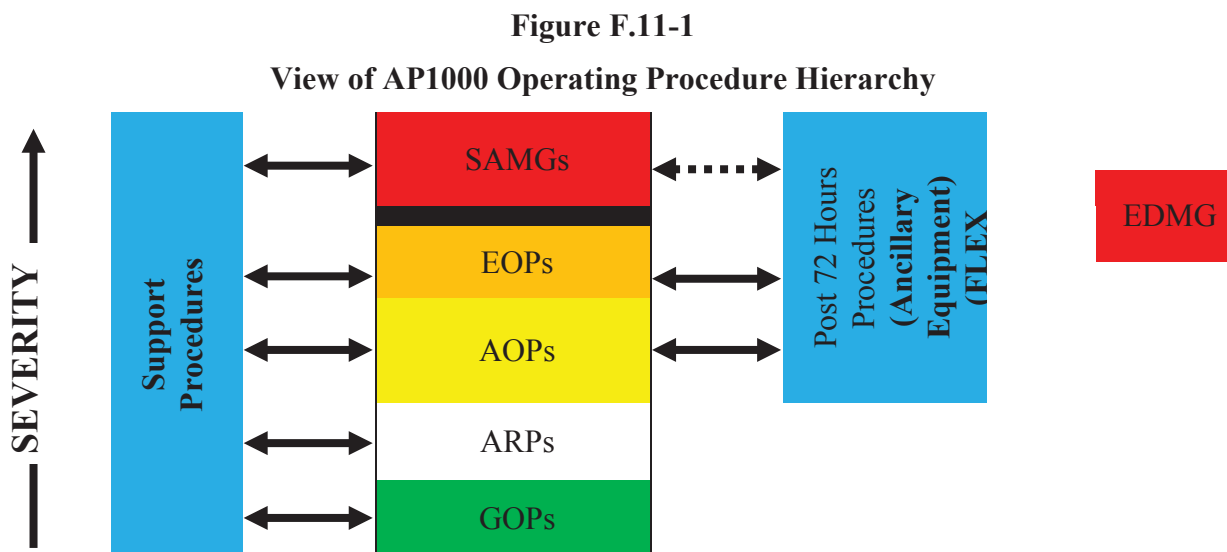 Figure F.11-1
View of AP1000 Operating Procedure Hierarchy
SEVERITY
Support
Procedures
SAMGs
EOPs
AOPs
ARPs
GOPs
Post 72 Hours
Procedures
(Ancillary
Equipment)
(FLEX
EDMG